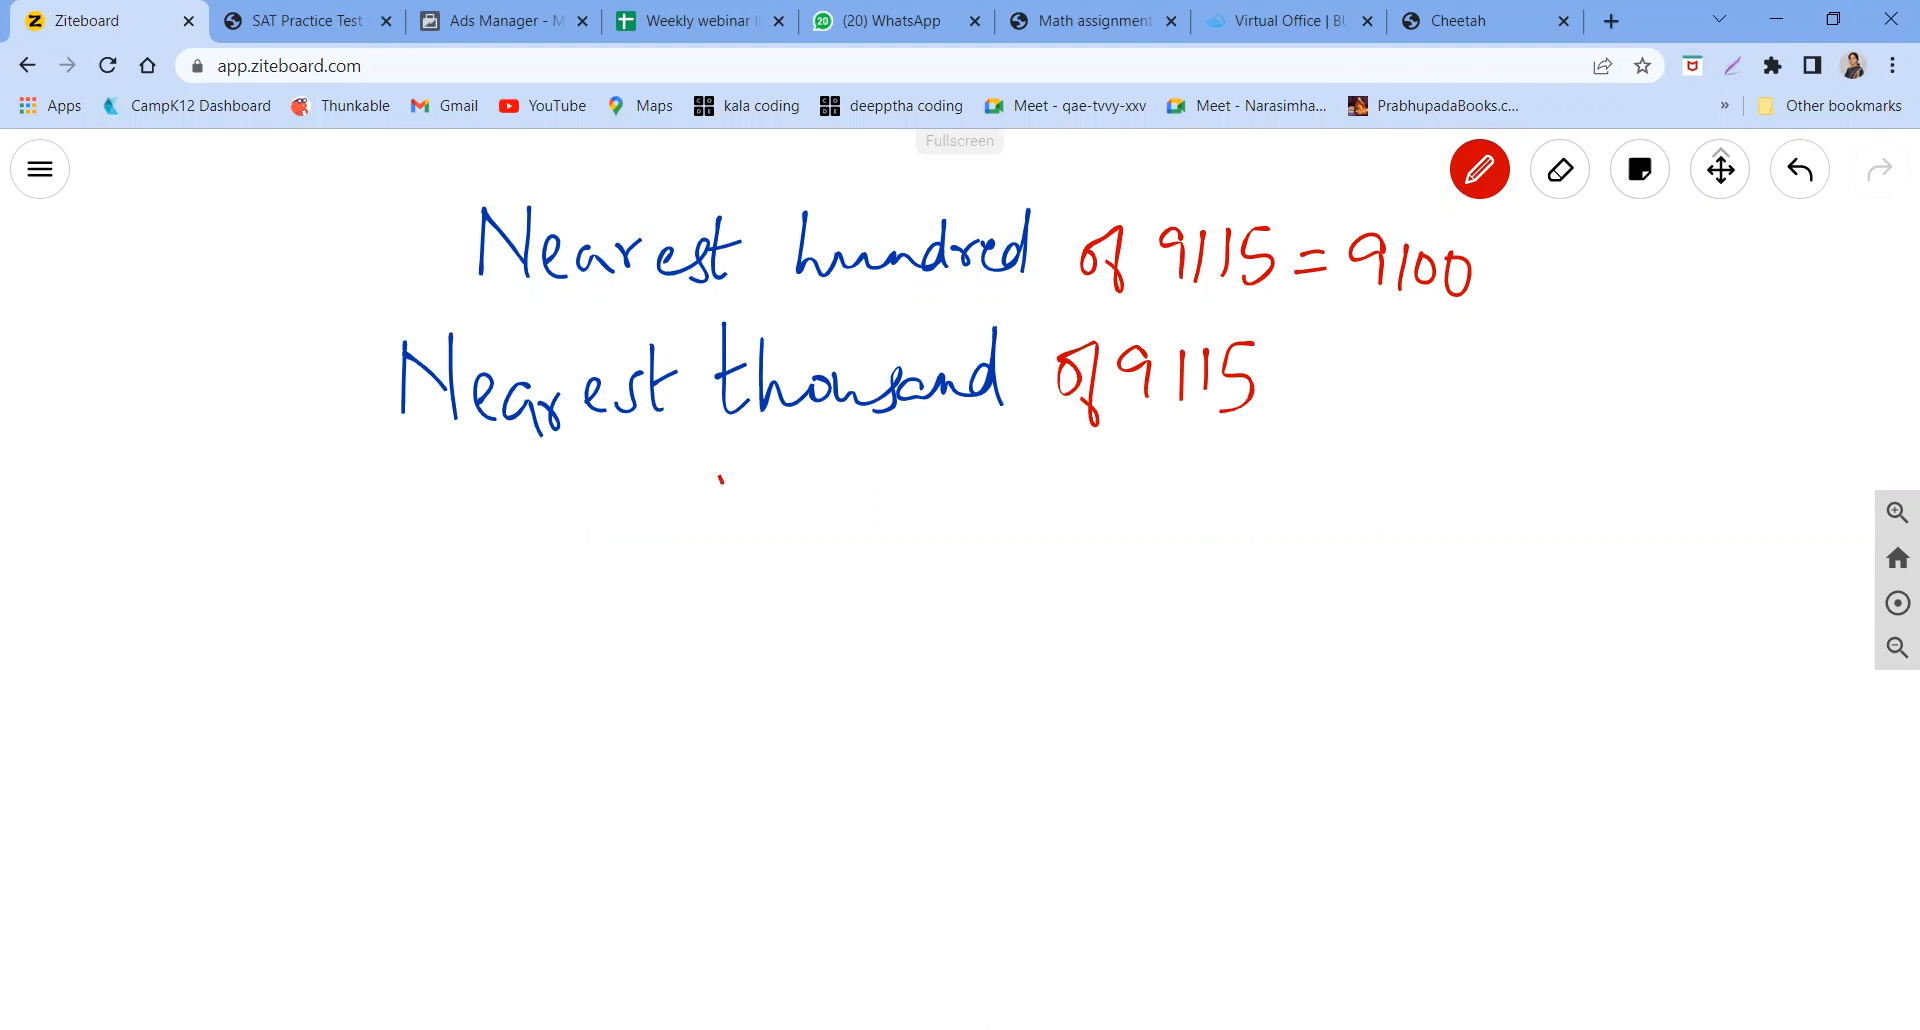 Ziteboard
SAT Practice Test
Ads Manager - M
Weekly webinar li
(20) WhatsApp
Math assignment
Virtual Office | BU
Cheetah
app.ziteboard.com
Apps
CampK12 Dashboard
Thunkable
Gmail
YouTube
Maps
kala coding
deepptha coding
Meet - qae-tvvy-xxv
Meet - Narasimha...
PrabhupadaBooks.c...
»
Other bookmarks
Fullscreen
Nearest hundred of 9115 = 9100
Nearest thousand of 9115